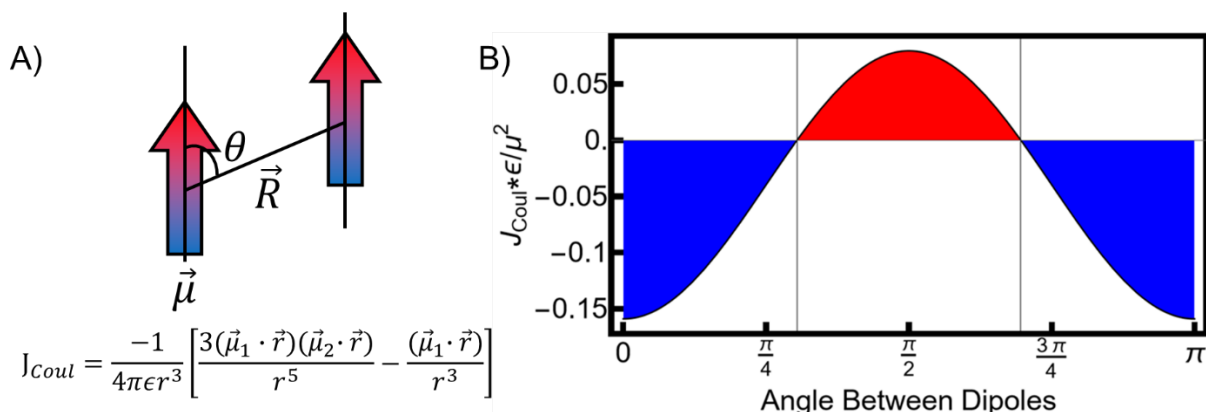 A)
θ
R⃗
μ⃗
J_Coul = -1/(4πϵr³) [3(μ⃗₁ · r⃗)(μ⃗₂ · r⃗)/r⁵ − (μ⃗₁ · r⃗)/r³]
B)
J_Coul*ϵ/μ²
0.05
0.
−0.05
−0.1
−0.15
0 π/4 π/2 3π/4 π
Angle Between Dipoles